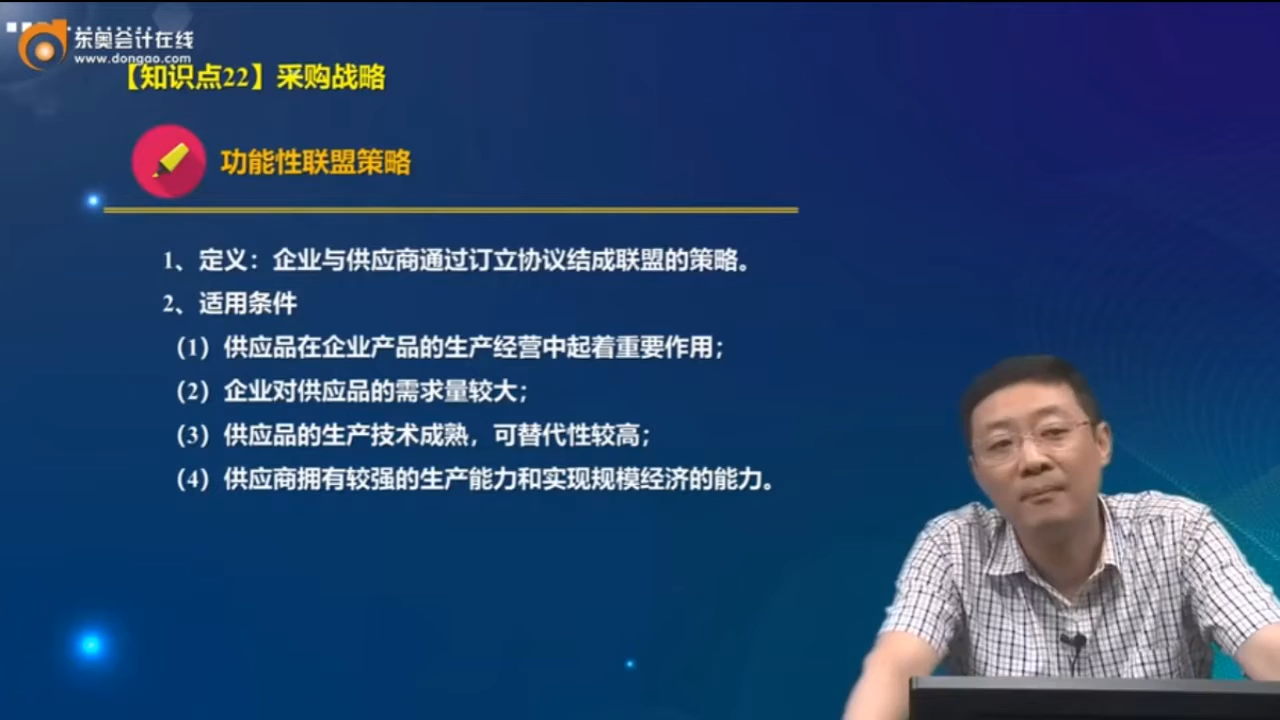 东奥会计在线
www.dongao.com
【知识点22】采购战略
功能性联盟策略
1、定义：企业与供应商通过订立协议结成联盟的策略。
2、适用条件
（1）供应品在企业产品的生产经营中起着重要作用；
（2）企业对供应品的需求量较大；
（3）供应品的生产技术成熟，可替代性较高；
（4）供应商拥有较强的生产能力和实现规模经济的能力。